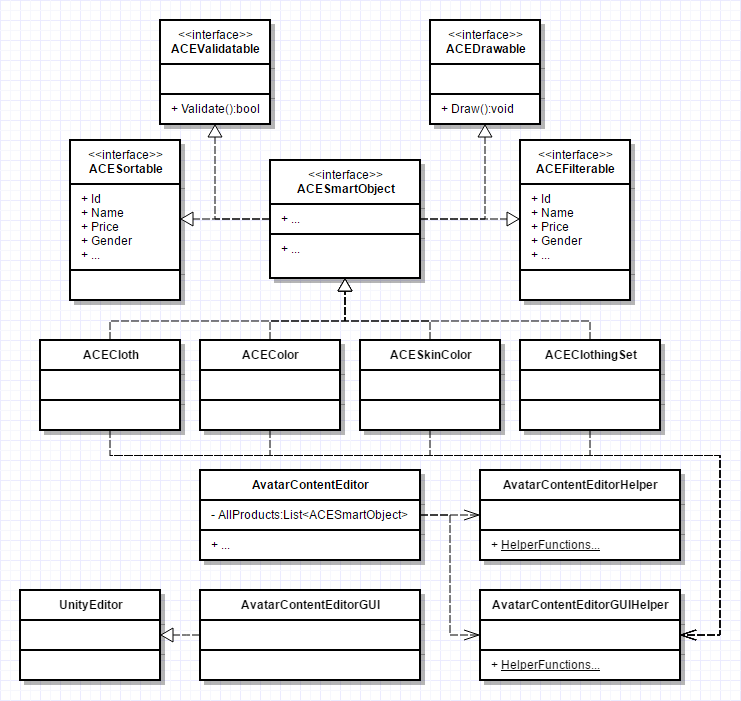 <<interface>>
ACEValidatable
+ Validate():bool
<<interface>>
ACEDrawable
+ Draw():void
<<interface>>
ACESortable
+ Id
+ Name
+ Price
+ Gender
+ ...
<<interface>>
ACESmartObject
+ ...
+ ...
<<interface>>
ACEFilterable
+ Id
+ Name
+ Price
+ Gender
+ ...
ACECloth
ACEColor
ACESkinColor
ACEClothingSet
AvatarContentEditor
- AllProducts:List<ACESmartObject>
+ ...
AvatarContentEditorHelper
+ HelperFunctions...
UnityEditor
AvatarContentEditorGUI
AvatarContentEditorGUIHelper
+ HelperFunctions...